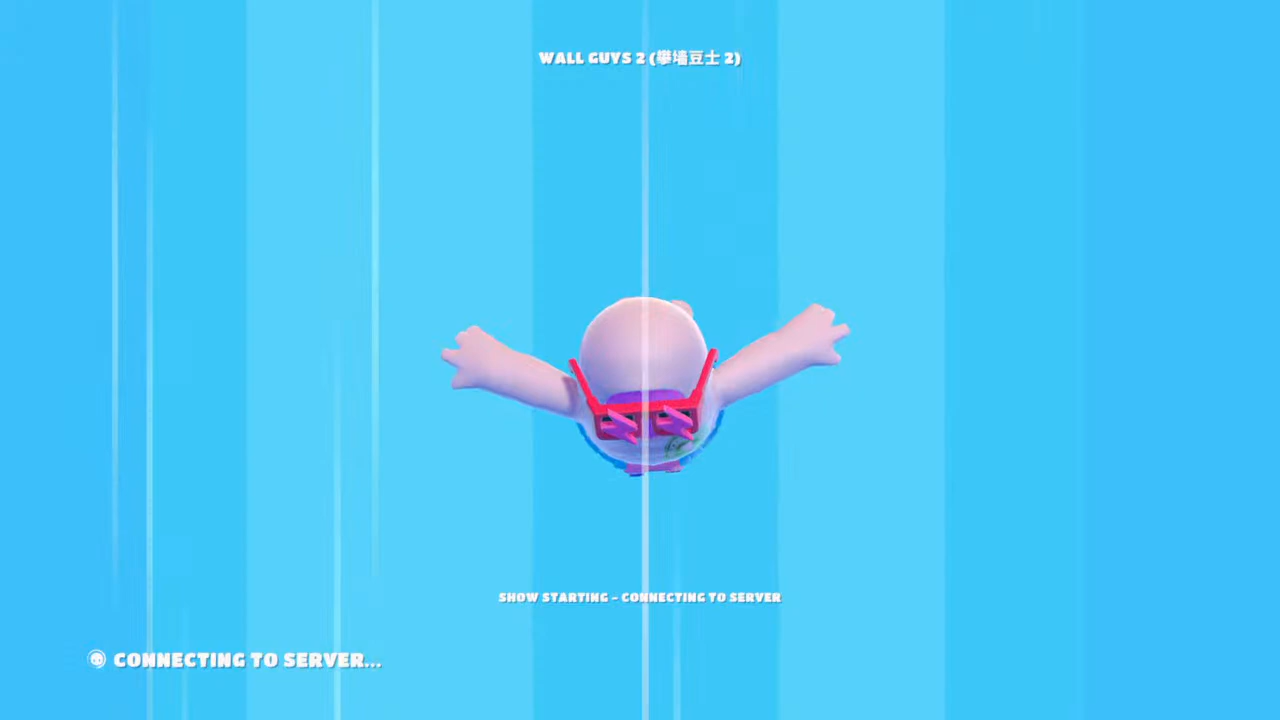 WALL GUYS 2 (攀墙豆士 2)
SHOW STARTING - CONNECTING TO SERVER
CONNECTING TO SERVER...